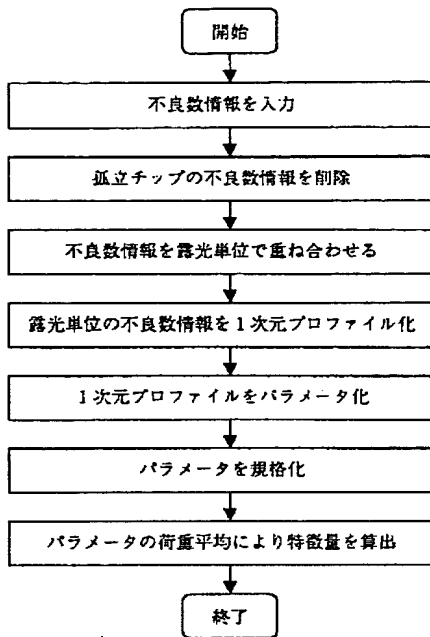 開始
不良数情報を入力
孤立チップの不良数情報を削除
不良数情報を露光単位で重ね合わせる
露光単位の不良数情報を1次元プロファイル化
1次元プロファイルをパラメータ化
パラメータを規格化
パラメータの荷重平均により特徴量を算出
終了